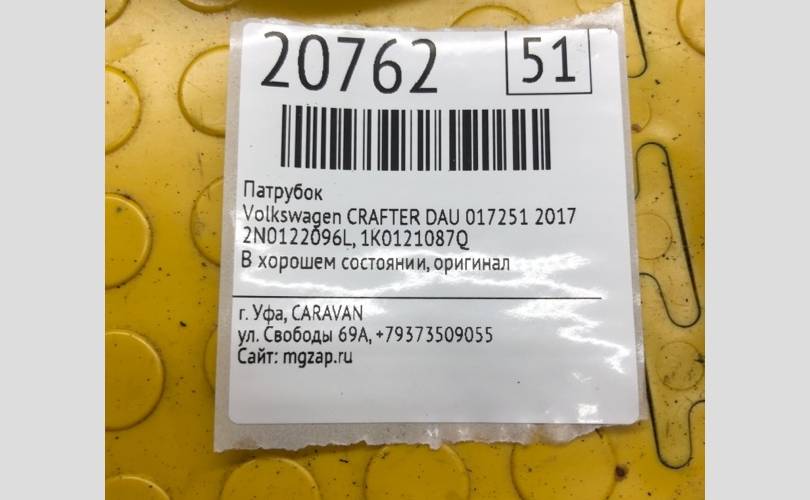 20762 51
Патрубок
Volkswagen CRAFTER DAU 017251 2017
2N0122096L, 1K0121087Q
В хорошем состоянии, оригинал
г. Уфа, CARAVAN
ул. Свободы 69А, +79373509055
Сайт: mgzap.ru